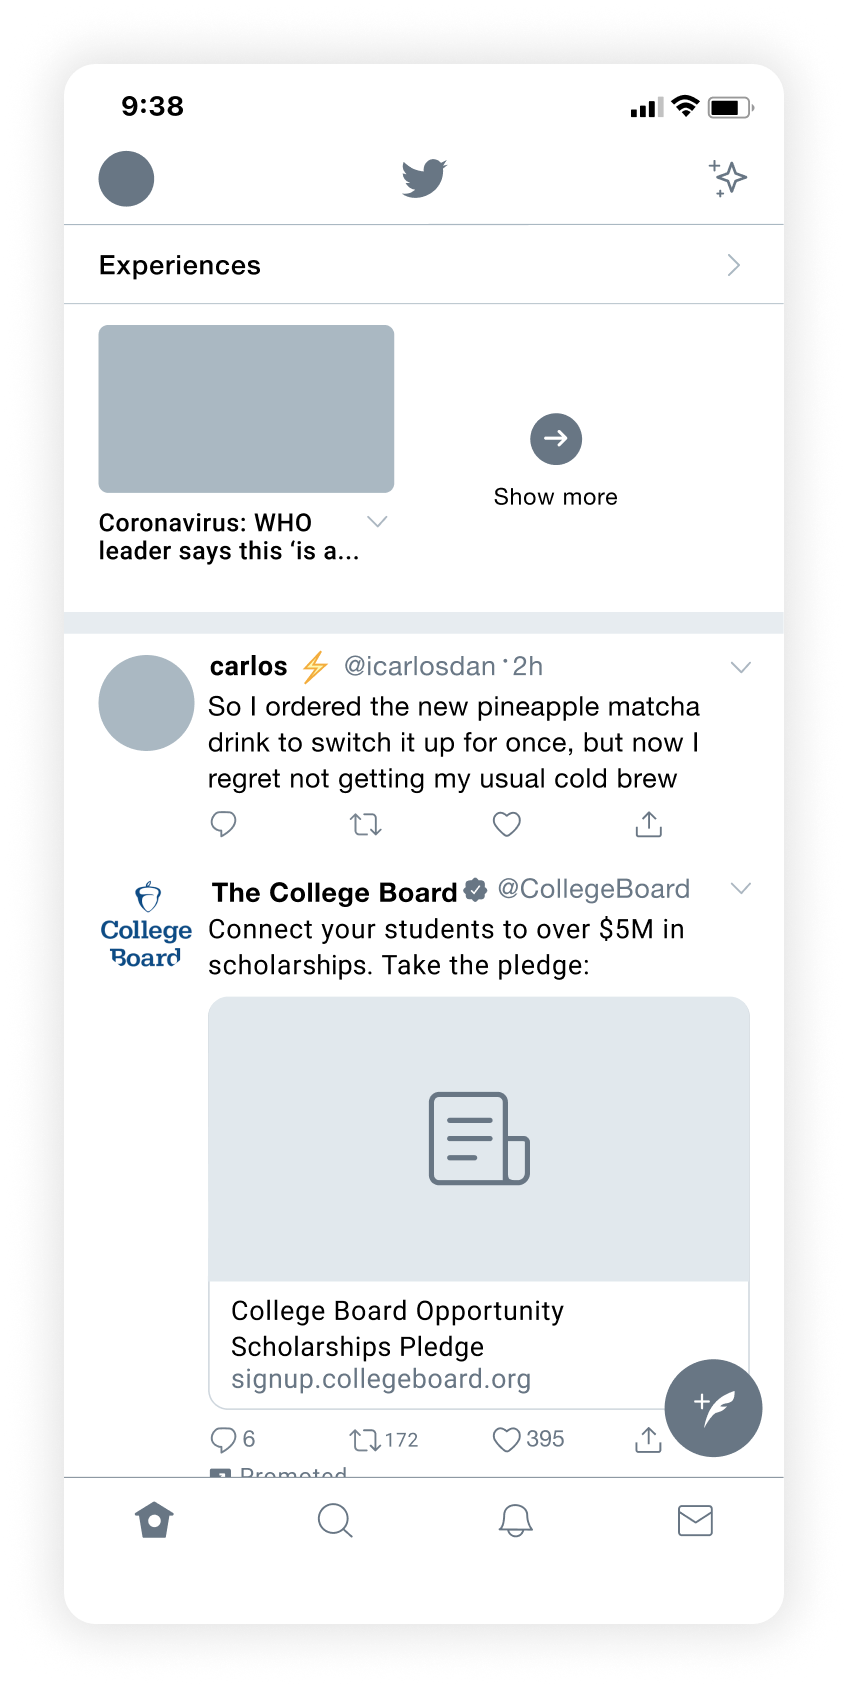 9:38
Experiences
Coronavirus: WHO
leader says this ‘is a...
Show more
carlos ⚡ @icarlosdan · 2h
So I ordered the new pineapple matcha
drink to switch it up for once, but now I
regret not getting my usual cold brew
The College Board @CollegeBoard
College
Board
Connect your students to over $5M in
scholarships. Take the pledge:
College Board Opportunity
Scholarships Pledge
signup.collegeboard.org
6 172 395
Promoted